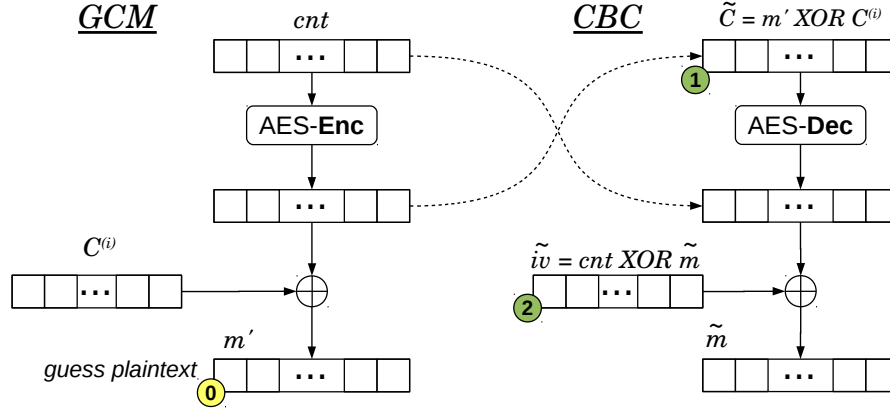 GCM
cnt
...
AES-Enc
...
C⁽ⁱ⁾
...
m′
guess plaintext
0
...
CBC
C̃ = m′ XOR C⁽ⁱ⁾
1
...
AES-Dec
...
ĩv = cnt XOR m̃
2
...
m̃
...